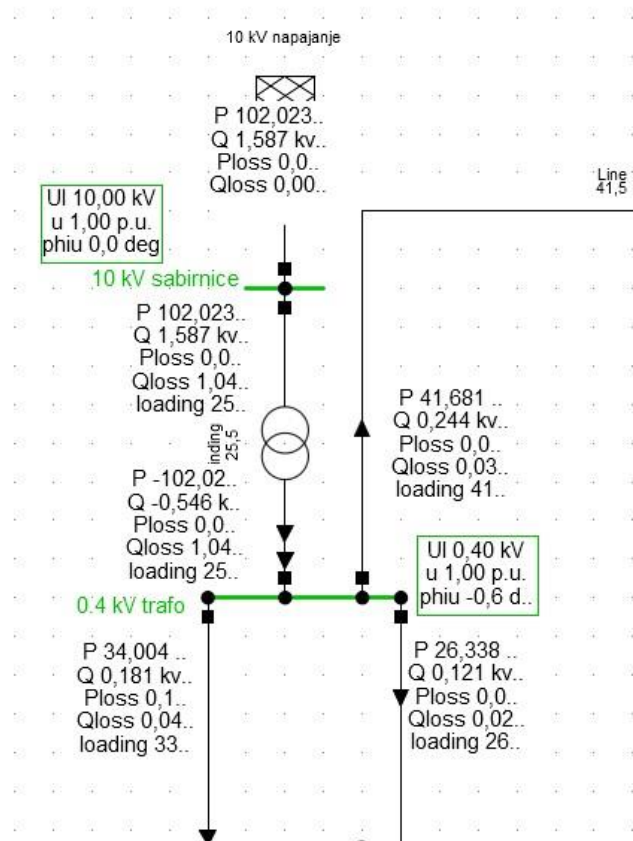 10 kV napajanje
P 102,023..
Q 1,587 kv..
Ploss 0,0..
Qloss 0,00..
Line
41,5
Ul 10,00 kV
u 1,00 p.u.
phiu 0,0 deg
10 kV sabirnice
P 102,023..
Q 1,587 kv..
Ploss 0,0..
Qloss 1,04..
loading 25..
inding
25,5
P 41,681 ..
Q 0,244 kv..
Ploss 0,0..
Qloss 0,03..
loading 41..
P -102,02..
Q -0,546 k..
Ploss 0,0..
Qloss 1,04..
loading 25..
Ul 0,40 kV
u 1,00 p.u.
phiu -0,6 d..
0.4 kV trafo
P 34,004 ..
Q 0,181 kv..
Ploss 0,1..
Qloss 0,04..
loading 33..
P 26,338 ..
Q 0,121 kv..
Ploss 0,0..
Qloss 0,02..
loading 26..